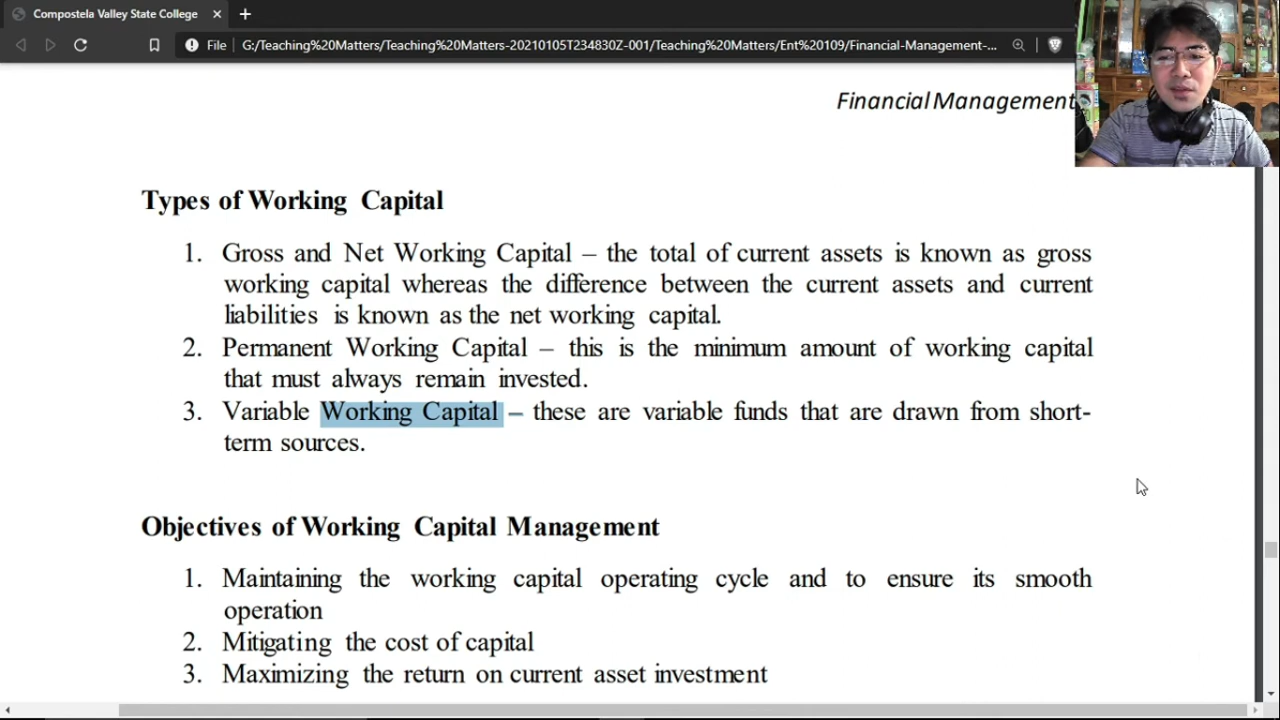 Compostela Valley State College
File G:/Teaching%20Matters/Teaching%20Matters-20210105T234830Z-001/Teaching%20Matters/Ent%20109/Financial-Management-...
Financial Management
Types of Working Capital
1. Gross and Net Working Capital – the total of current assets is known as gross
working capital whereas the difference between the current assets and current
liabilities is known as the net working capital.
2. Permanent Working Capital – this is the minimum amount of working capital
that must always remain invested.
3. Variable Working Capital – these are variable funds that are drawn from short-
term sources.
Objectives of Working Capital Management
1. Maintaining the working capital operating cycle and to ensure its smooth
operation
2. Mitigating the cost of capital
3. Maximizing the return on current asset investment